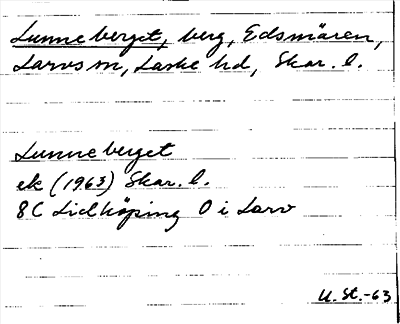 Lunneberget, berg, Edsmären,
Larvs sn, Laske hd, Skar. l.
Lunneberget
ek (1963) Skar. l.
8C Lidköping O i Larv
U. St.-63